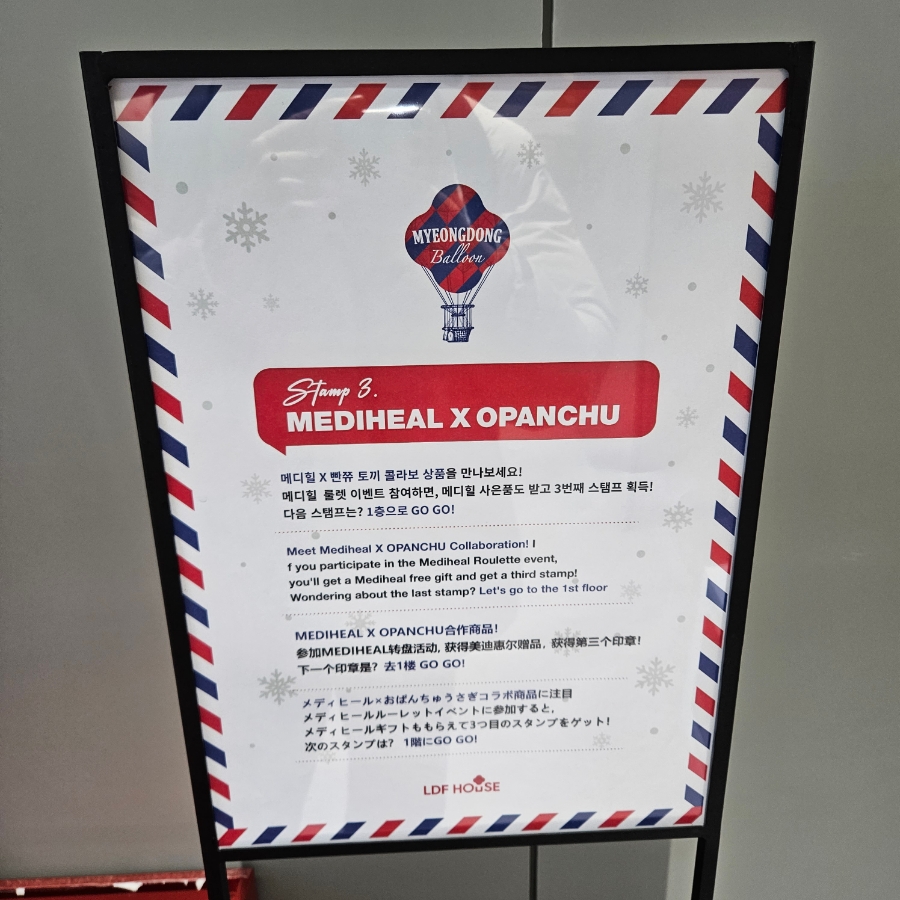 MYEONGDONG
Balloon
Stamp 3.
MEDIHEAL X OPANCHU
메디힐 X 빤쮸 토끼 콜라보 상품을 만나보세요!
메디힐 룰렛 이벤트 참여하면, 메디힐 사은품도 받고 3번째 스탬프 획득!
다음 스탬프는? 1층으로 GO GO!
Meet Mediheal X OPANCHU Collaboration! I
f you participate in the Mediheal Roulette event,
you'll get a Mediheal free gift and get a third stamp!
Wondering about the last stamp? Let's go to the 1st floor
MEDIHEAL X OPANCHU合作商品!
参加MEDIHEAL转盘活动, 获得美迪惠尔赠品, 获得第三个印章!
下一个印章是? 去1楼 GO GO!
メディヒール×おぱんちゅうさぎコラボ商品に注目
メディヒールルーレットイベントに参加すると、
メディヒールギフトももらえて3つ目のスタンプをゲット!
次のスタンプは? 1階にGO GO!
LDF HOUSE